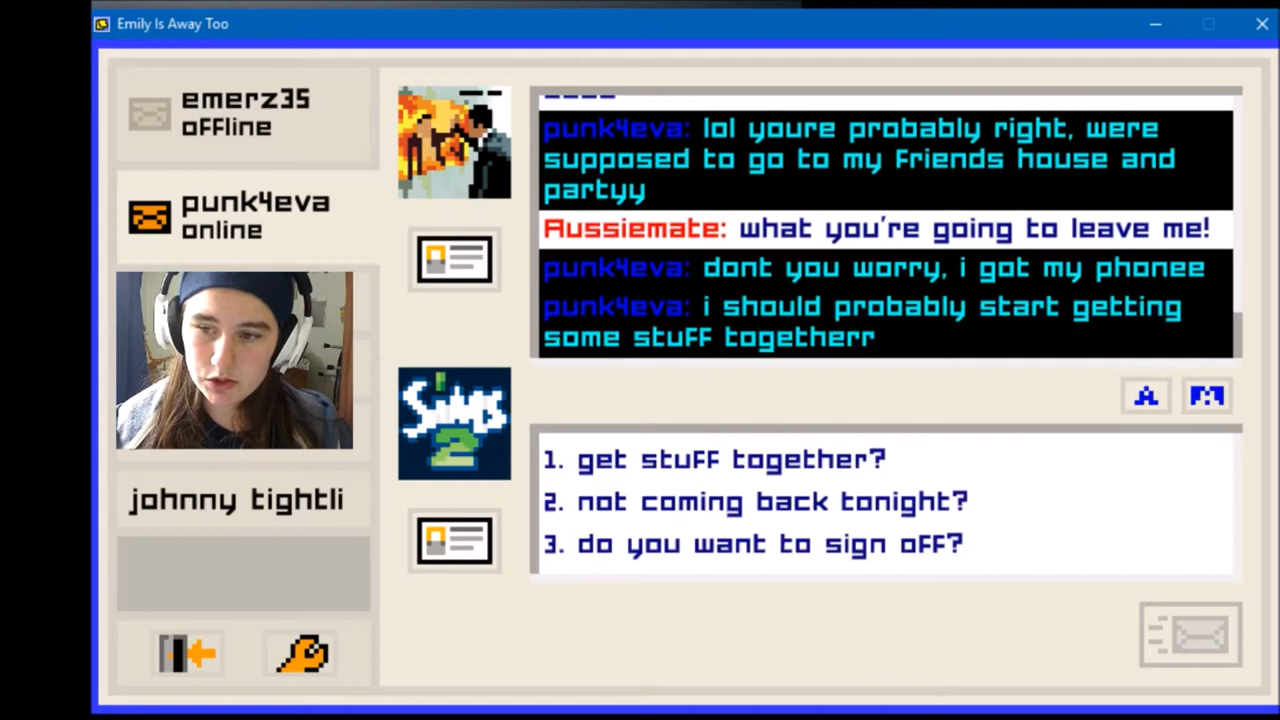 Emily Is Away Too
emerz35
offline
punk4eva
online
johnny tightli
punk4eva: lol youre probably right, were
supposed to go to my friends house and
partyy
Aussiemate: what you're going to leave me!
punk4eva: dont you worry, i got my phonee
punk4eva: i should probably start getting
some stuff togetherr
A
SiMS
2
1. get stuff together?
2. not coming back tonight?
3. do you want to sign off?